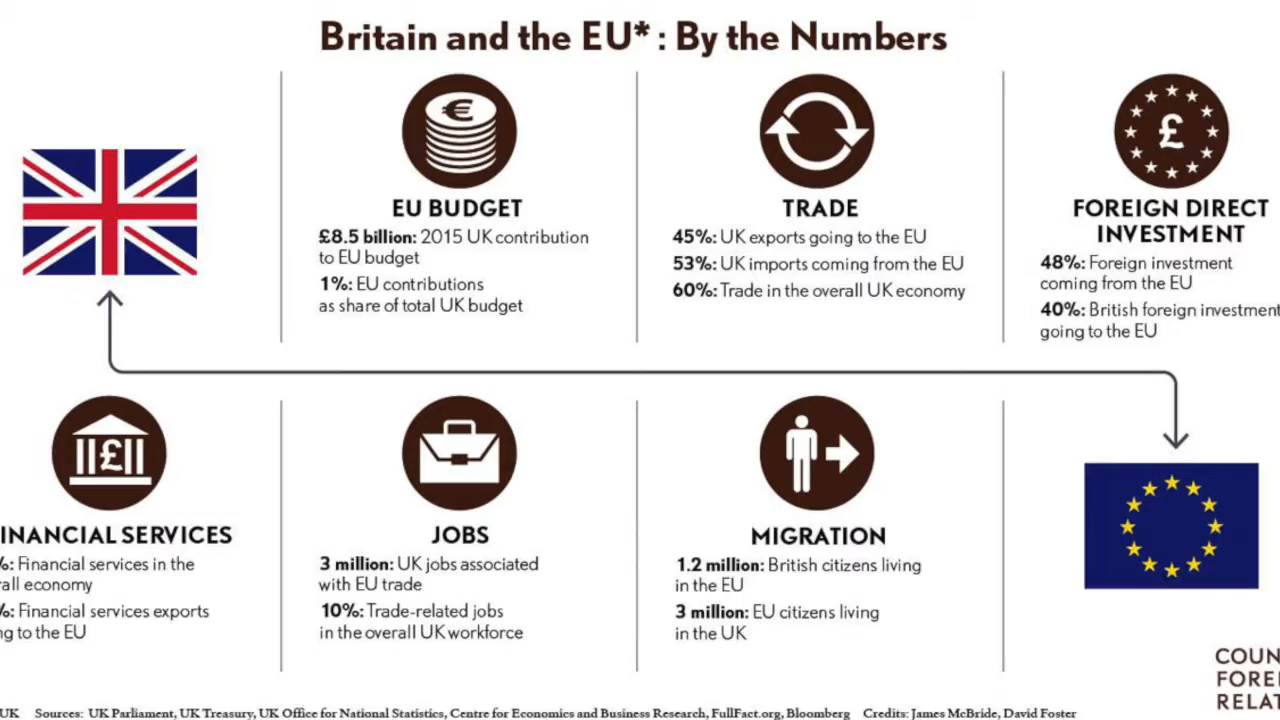 Britain and the EU* : By the Numbers
€
£
EU BUDGET
£8.5 billion: 2015 UK contribution
to EU budget
1%: EU contributions
as share of total UK budget
TRADE
45%: UK exports going to the EU
53%: UK imports coming from the EU
60%: Trade in the overall UK economy
FOREIGN DIRECT
INVESTMENT
48%: Foreign investment
coming from the EU
40%: British foreign investment
going to the EU
£
INANCIAL SERVICES
%: Financial services in the
all economy
%: Financial services exports
ng to the EU
JOBS
3 million: UK jobs associated
with EU trade
10%: Trade-related jobs
in the overall UK workforce
MIGRATION
1.2 million: British citizens living
in the EU
3 million: EU citizens living
in the UK
COUN
FORE
RELAT
UK Sources: UK Parliament, UK Treasury, UK Office for National Statistics, Centre for Economics and Business Research, FullFact.org, Bloomberg Credits: James McBride, David Foster